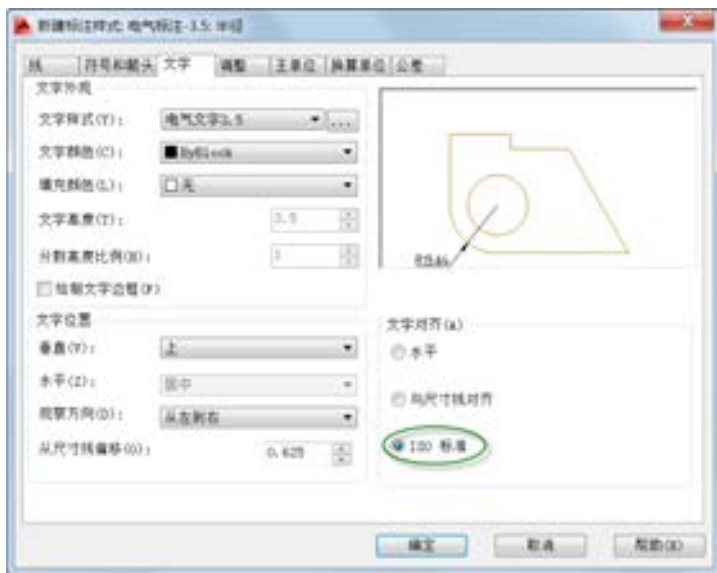 新建标注样式: 电气标注-3.5: 半径
线 符号和箭头 文字 调整 主单位 换算单位 公差
文字外观
文字样式(Y): 电气文字3.5 ...
文字颜色(C): ByBlock
填充颜色(L): 无
文字高度(T): 3.5
分数高度比例(H): 1
绘制文字边框(F)
文字位置
垂直(V): 上
水平(Z): 居中
观察方向(D): 从左到右
从尺寸线偏移(O): 0.625
文字对齐(A)
水平
与尺寸线对齐
ISO 标准
确定 取消 帮助(H)